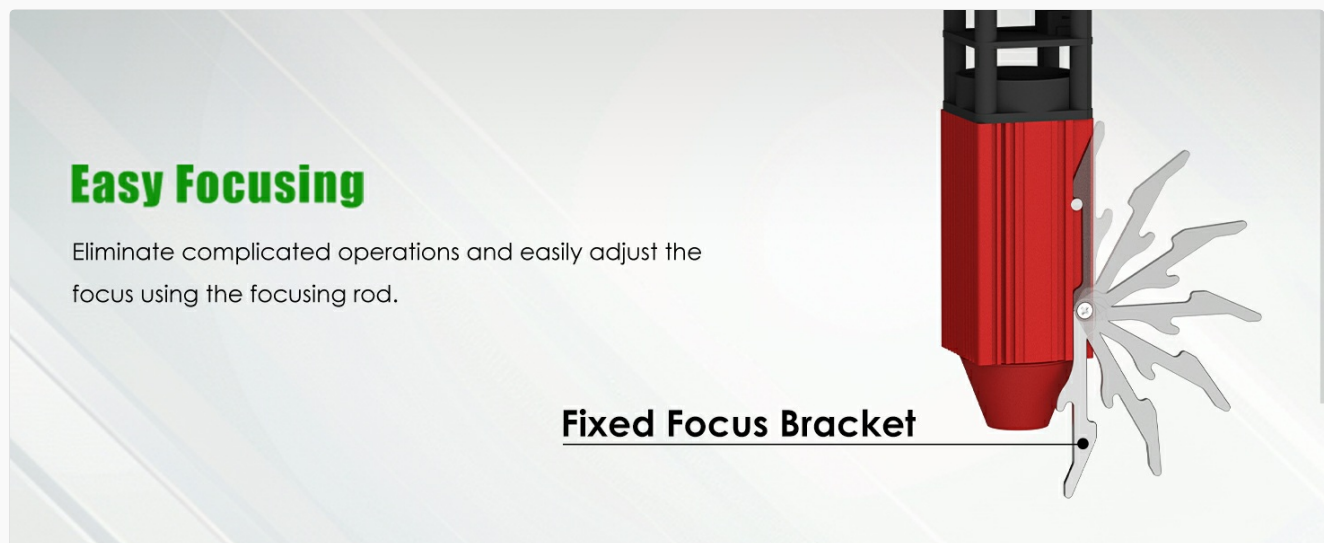 Easy Focusing
Eliminate complicated operations and easily adjust the
focus using the focusing rod.
Fixed Focus Bracket